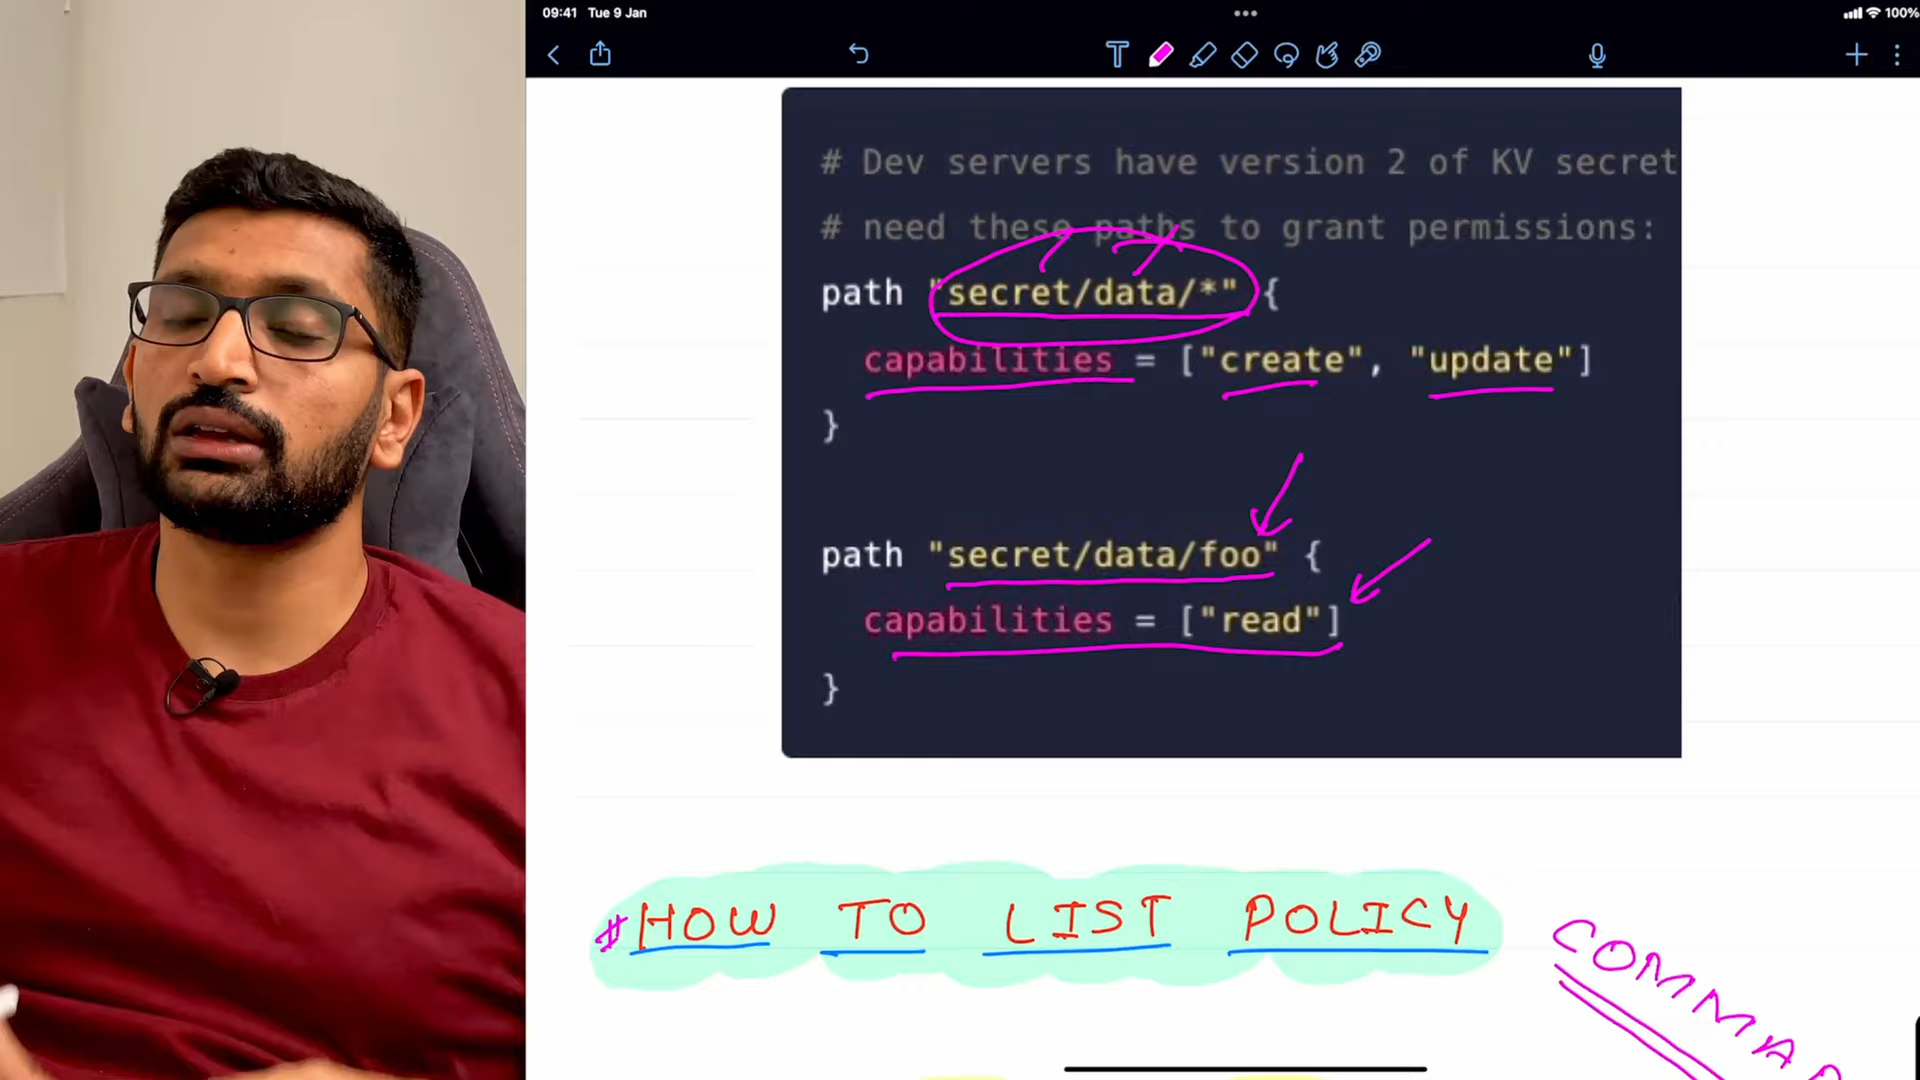 09:41 Tue 9 Jan 100%
# Dev servers have version 2 of KV secret
# need these paths to grant permissions:
path "secret/data/*" {
capabilities = ["create", "update"]
}
path "secret/data/foo" {
capabilities = ["read"]
}
# HOW TO LIST POLICY
COMMA